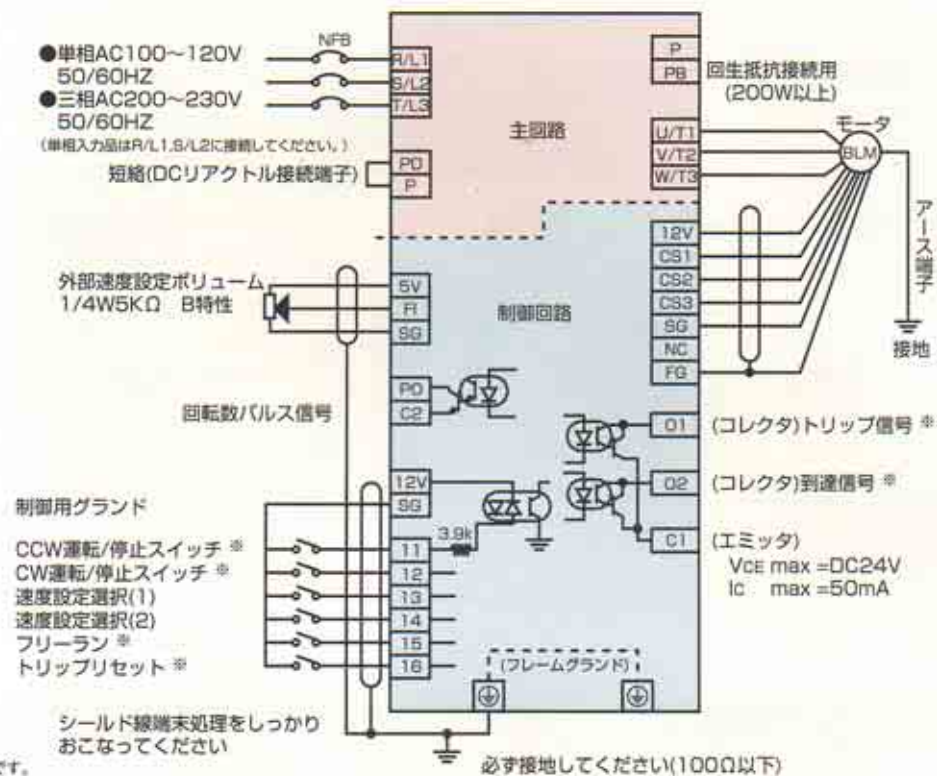 ●単相AC100～120V
50/60HZ
●三相AC200～230V
50/60HZ
(単相入力品はR/L1,S/L2に接続してください。)
短絡(DCリアクトル接続端子)
NFB
R/L1
S/L2
T/L3
PO
P
主回路
P
PB
回生抵抗接続用
(200W以上)
U/T1
V/T2
W/T3
モータ
BLM
アース端子
接地
外部速度設定ボリューム
1/4W5KΩ B特性
5V
FI
SG
制御回路
12V
CS1
CS2
CS3
SG
NC
FG
回転数パルス信号
PO
C2
O1
(コレクタ)トリップ信号 ※
O2
(コレクタ)到達信号 ※
C1
(エミッタ)
VCE max =DC24V
Ic max =50mA
制御用グランド
12V
SG
3.9k
CCW運転/停止スイッチ ※
11
CW運転/停止スイッチ ※
12
速度設定選択(1)
13
速度設定選択(2)
14
フリーラン ※
15
トリップリセット ※
16
(フレームグランド)
シールド線端末処理をしっかり
おこなってください
必ず接地してください(100Ω以下)
です。